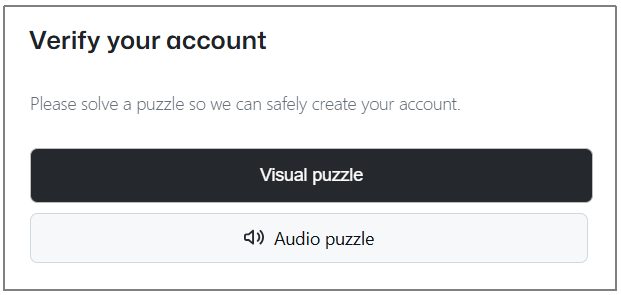 Verify your account
Please solve a puzzle so we can safely create your account.
Visual puzzle
Audio puzzle